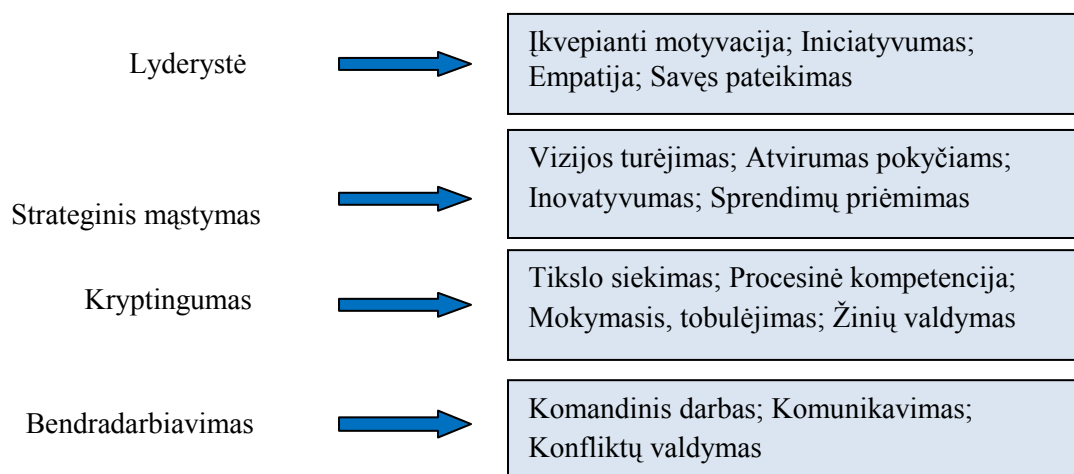 Lyderystė
Įkvepianti motyvacija; Iniciatyvumas;
Empatija; Savęs pateikimas
Strateginis mąstymas
Vizijos turėjimas; Atvirumas pokyčiams;
Inovatyvumas; Sprendimų priėmimas
Kryptingumas
Tikslo siekimas; Procesinė kompetencija;
Mokymasis, tobulėjimas; Žinių valdymas
Bendradarbiavimas
Komandinis darbas; Komunikavimas;
Konfliktų valdymas